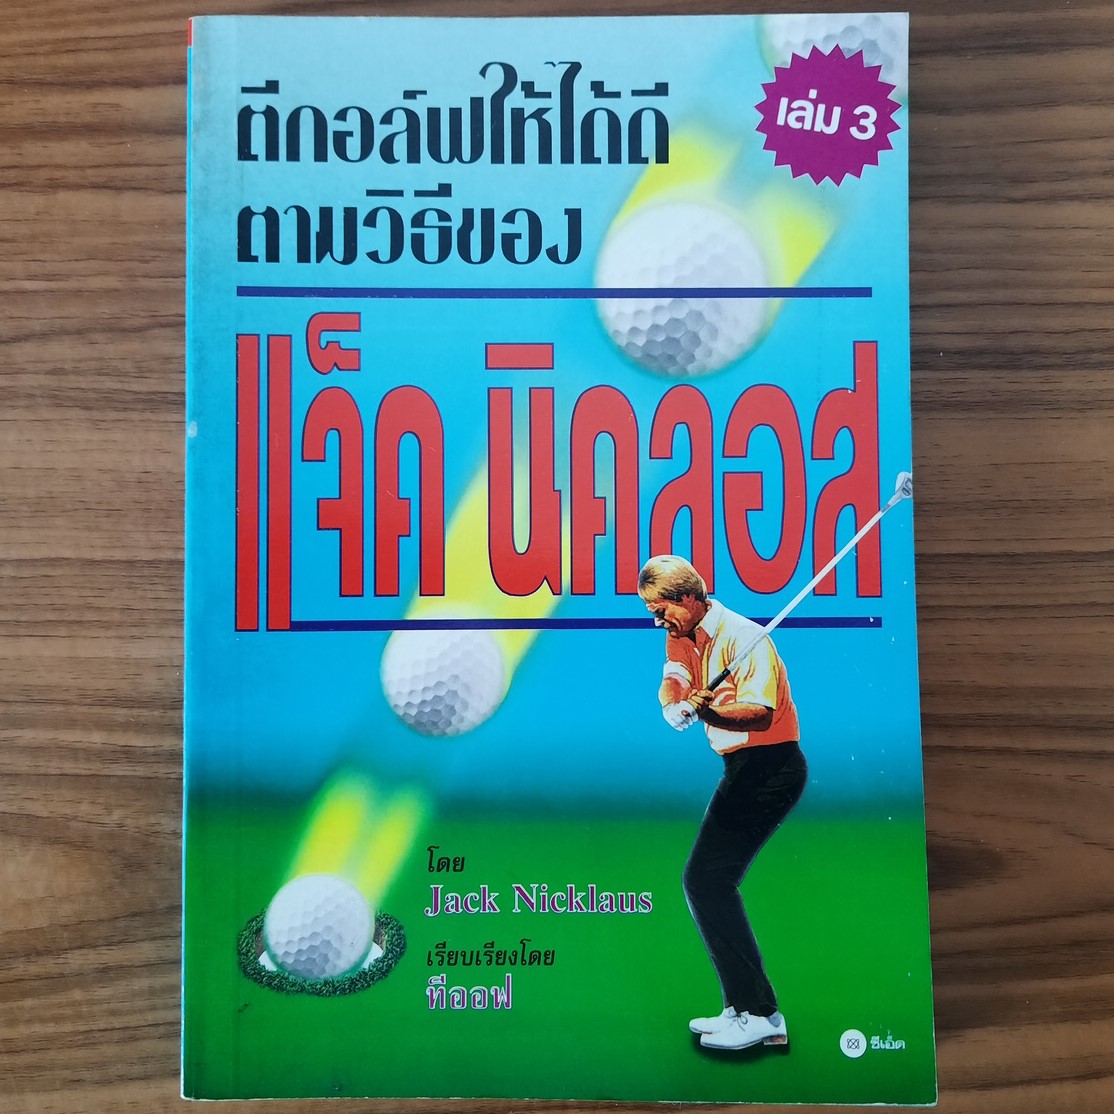 เล่ม 3
ตีกอล์ฟให้ได้ดี
ตามวิธีของ
แจ็ค นิคลอส
โดย
Jack Nicklaus
เรียบเรียงโดย
ทีออฟ
ซีเอ็ด